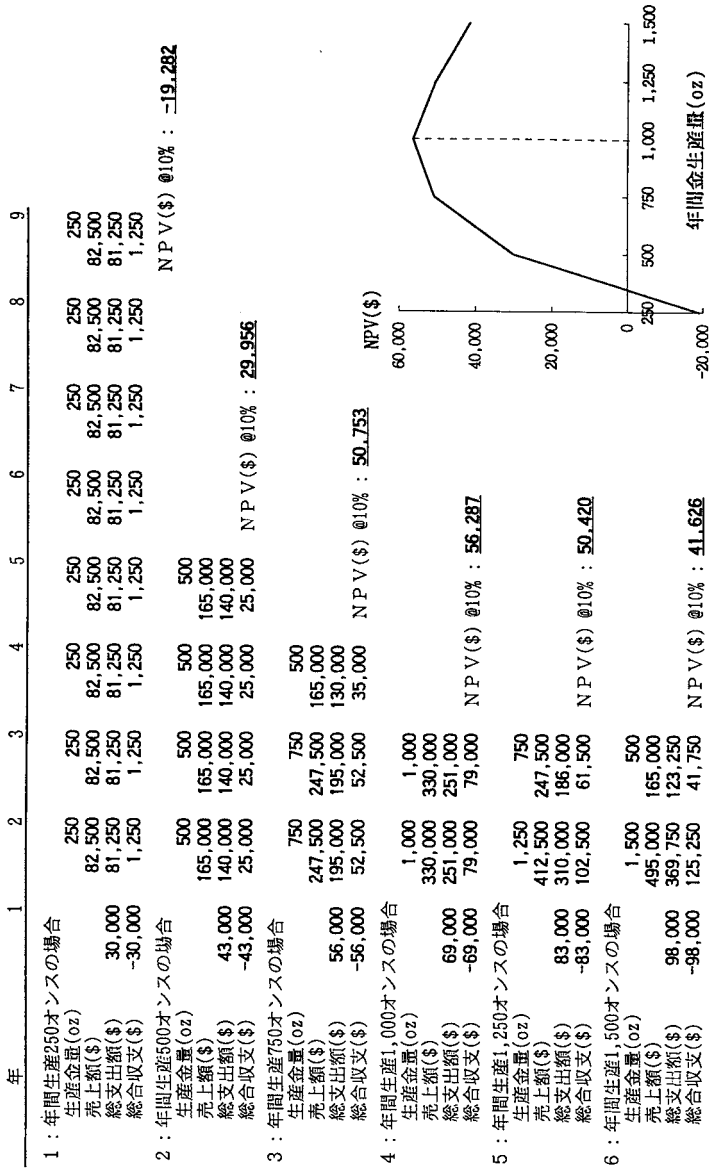 年 1 2 3 4 5 6 7 8 9
1：年間生産250オンスの場合
生産金量(oz) 250 250 250 250 250 250 250 250
売上額($) 82,500 82,500 82,500 82,500 82,500 82,500 82,500 82,500
総支出額($) 30,000 81,250 81,250 81,250 81,250 81,250 81,250 81,250 81,250
総合収支($) -30,000 1,250 1,250 1,250 1,250 1,250 1,250 1,250 1,250
NPV($) @10% : -19,282
2：年間生産500オンスの場合
生産金量(oz) 500 500 500 500
売上額($) 165,000 165,000 165,000 165,000
総支出額($) 43,000 140,000 140,000 140,000 140,000
総合収支($) -43,000 25,000 25,000 25,000 25,000
NPV($) @10% : 29,956
3：年間生産750オンスの場合
生産金量(oz) 750 750 500
売上額($) 247,500 247,500 165,000
総支出額($) 56,000 195,000 195,000 130,000
総合収支($) -56,000 52,500 52,500 35,000
NPV($) @10% : 50,753
4：年間生産1,000オンスの場合
生産金量(oz) 1,000 1,000
売上額($) 330,000 330,000
総支出額($) 69,000 251,000 251,000
総合収支($) -69,000 79,000 79,000
NPV($) @10% : 56,287
5：年間生産1,250オンスの場合
生産金量(oz) 1,250 750
売上額($) 412,500 247,500
総支出額($) 83,000 310,000 186,000
総合収支($) -83,000 102,500 61,500
NPV($) @10% : 50,420
6：年間生産1,500オンスの場合
生産金量(oz) 1,500 500
売上額($) 495,000 165,000
総支出額($) 98,000 369,750 123,250
総合収支($) -98,000 125,250 41,750
NPV($) @10% : 41,626
NPV($)
60,000
40,000
20,000
0
-20,000
250 500 750 1,000 1,250 1,500
年間金生産量(oz)